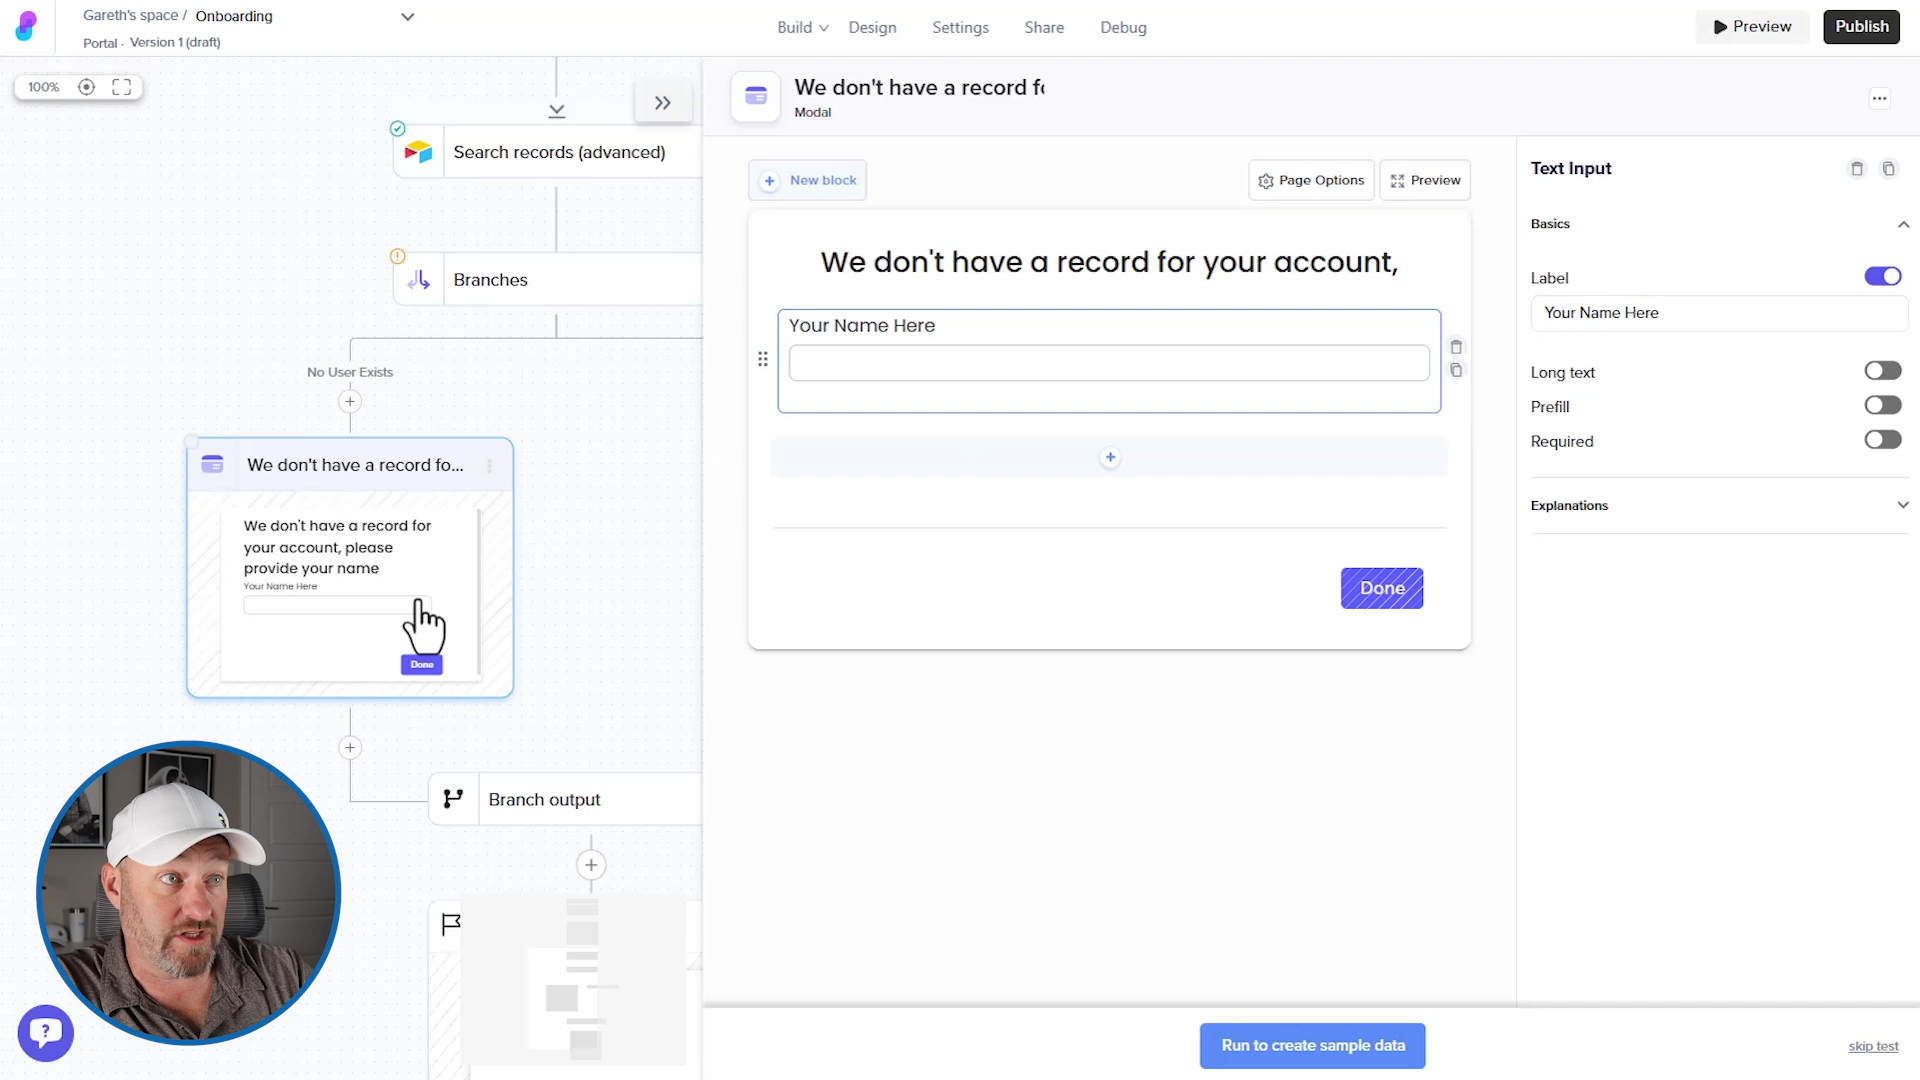 Gareth's space / Onboarding
Portal · Version 1 (draft)
Build
Design
Settings
Share
Debug
Preview
Publish
100%
Search records (advanced)
Branches
No User Exists
We don't have a record fo...
We don't have a record for
your account, please
provide your name
Your Name Here
Done
Branch output
We don't have a record fo
Modal
New block
Page Options
Preview
We don't have a record for your account,
Your Name Here
Done
Text Input
Basics
Label
Your Name Here
Long text
Prefill
Required
Explanations
Run to create sample data
skip test